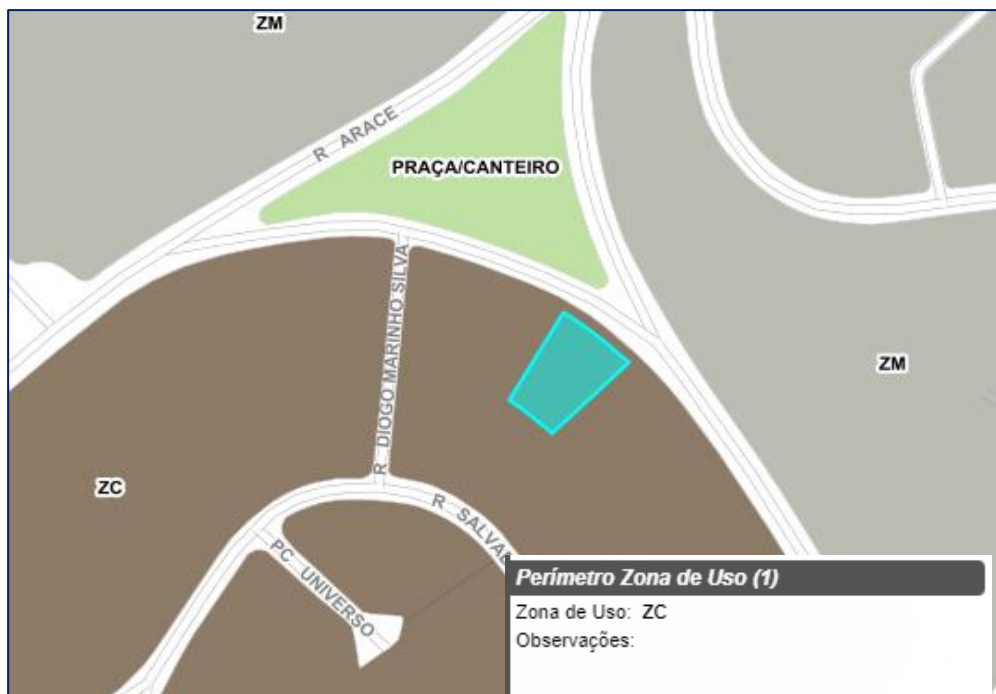 ZM
R ARACE
PRAÇA/CANTEIRO
R DIOGO MARINHO SILVA
ZM
ZC
R SALVAD
PC UNIVERSO
Perímetro Zona de Uso (1)
Zona de Uso: ZC
Observações: